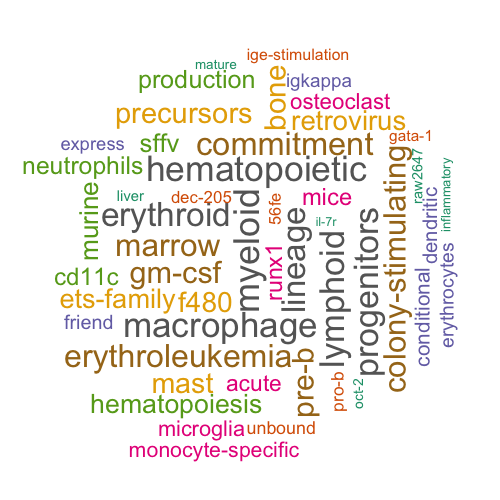 ige-stimulation
mature
production
igkappa
bone
osteoclast
precursors
retrovirus
express
sffv
commitment
gata-1
neutrophils
hematopoietic
raw2647
inflammatory
liver
dec-205
mice
murine
erythroid
56fe
il-7r
colony-stimulating
dendritic
myeloid
lineage
lymphoid
progenitors
marrow
runx1
cd11c
gm-csf
ets-family
f480
conditional
erythrocytes
friend
macrophage
erythroleukemia
pre-b
pro-b
oct-2
mast
acute
hematopoiesis
microglia
unbound
monocyte-specific